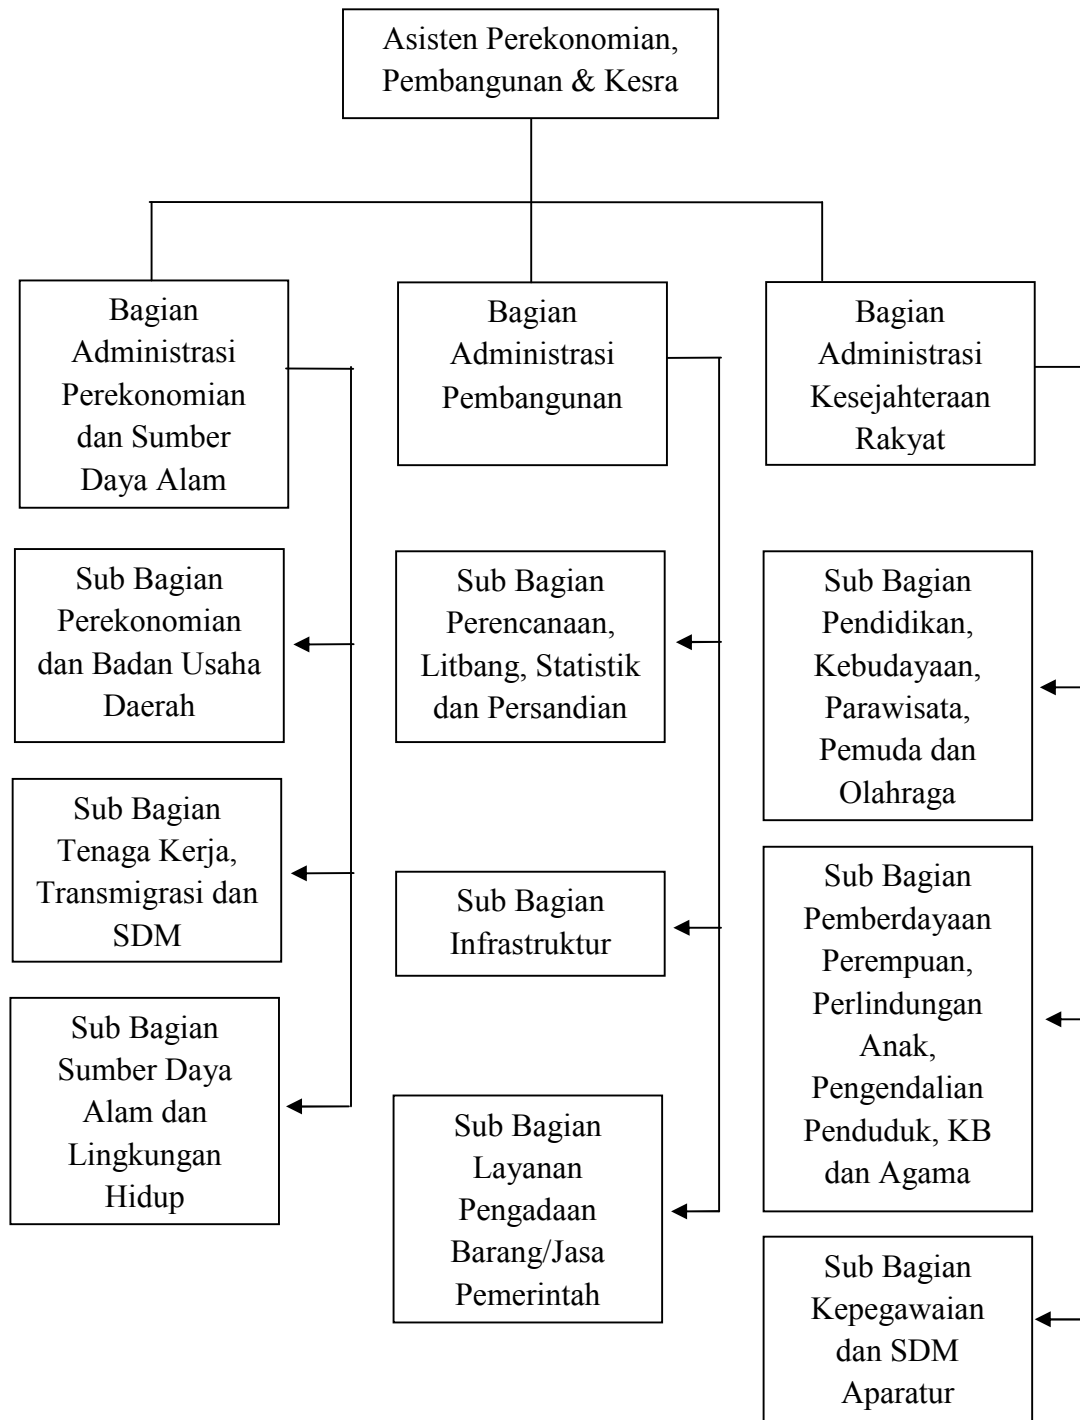 Asisten Perekonomian,
Pembangunan & Kesra
Bagian
Administrasi
Perekonomian
dan Sumber
Daya Alam
Bagian
Administrasi
Pembangunan
Bagian
Administrasi
Kesejahteraan
Rakyat
Sub Bagian
Perekonomian
dan Badan Usaha
Daerah
Sub Bagian
Perencanaan,
Litbang, Statistik
dan Persandian
Sub Bagian
Pendidikan,
Kebudayaan,
Parawisata,
Pemuda dan
Olahraga
Sub Bagian
Tenaga Kerja,
Transmigrasi dan
SDM
Sub Bagian
Infrastruktur
Sub Bagian
Pemberdayaan
Perempuan,
Perlindungan
Anak,
Pengendalian
Penduduk, KB
dan Agama
Sub Bagian
Sumber Daya
Alam dan
Lingkungan
Hidup
Sub Bagian
Layanan
Pengadaan
Barang/Jasa
Pemerintah
Sub Bagian
Kepegawaian
dan SDM
Aparatur